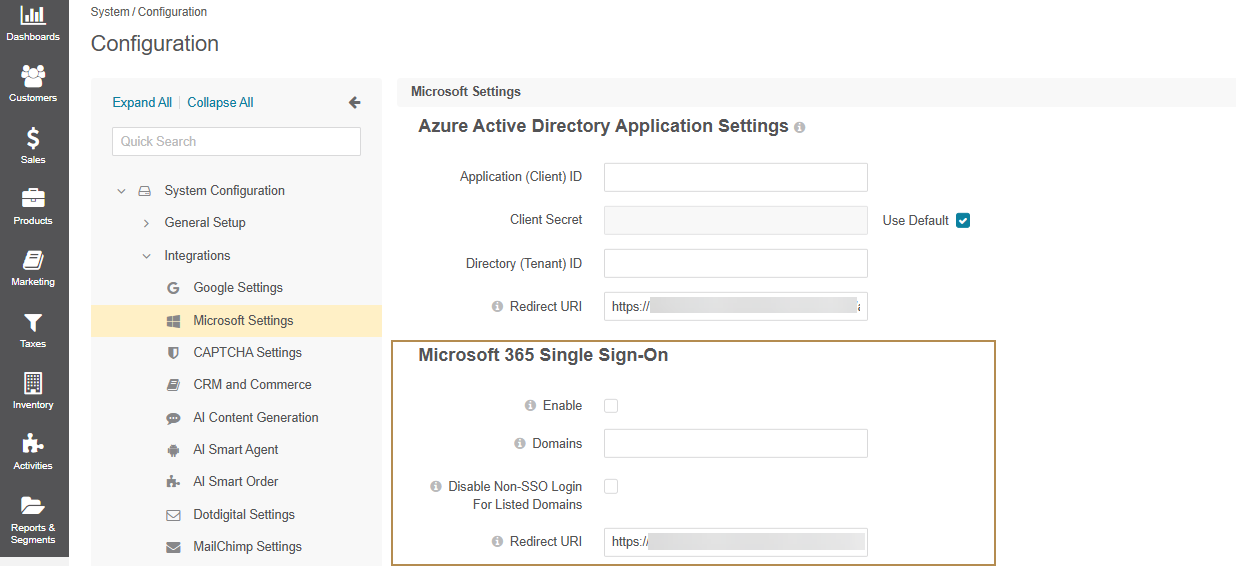 System / Configuration
Configuration
Dashboards
Customers
Sales
Products
Marketing
Taxes
Inventory
Activities
Reports &
Segments
Expand All
Collapse All
Quick Search
System Configuration
General Setup
Integrations
Google Settings
Microsoft Settings
CAPTCHA Settings
CRM and Commerce
AI Content Generation
AI Smart Agent
AI Smart Order
Dotdigital Settings
MailChimp Settings
Microsoft Settings
Azure Active Directory Application Settings
Application (Client) ID
Client Secret
Use Default
Directory (Tenant) ID
Redirect URI
https://
Microsoft 365 Single Sign-On
Enable
Domains
Disable Non-SSO Login
For Listed Domains
Redirect URI
https://